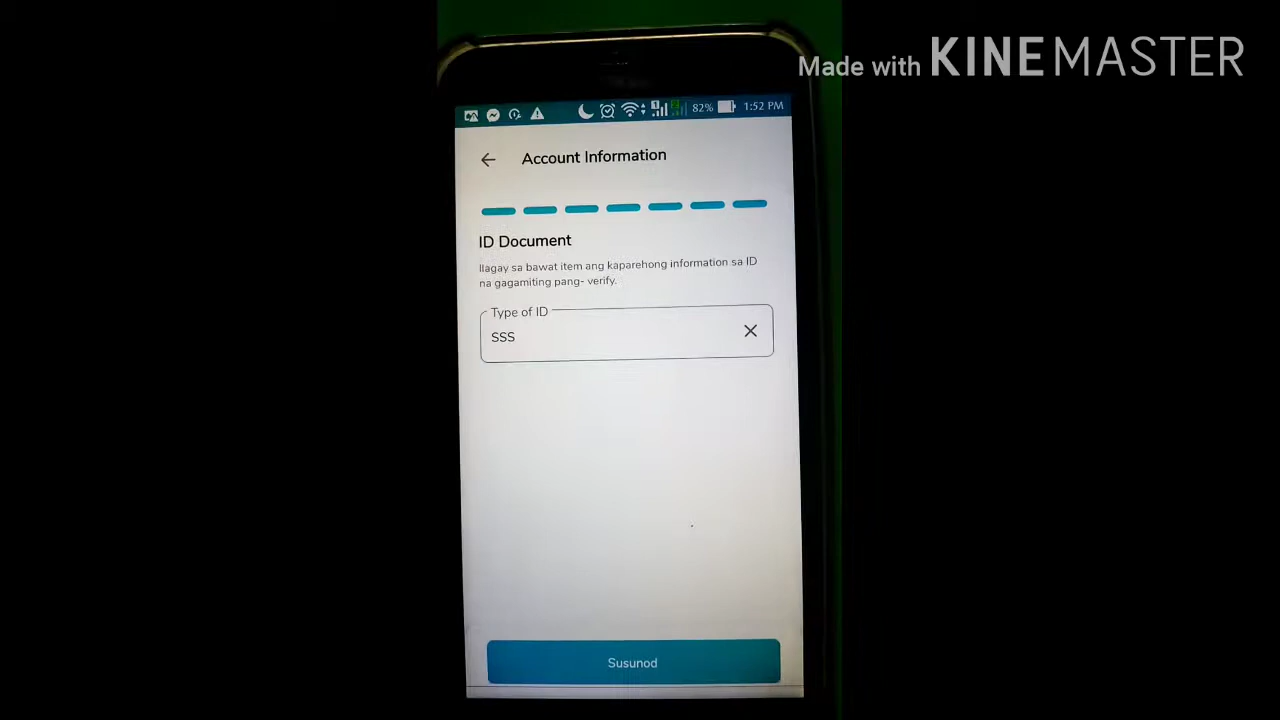 Made with KINEMASTER
82% 1:52 PM
Account Information
ID Document
Ilagay sa bawat item ang kaparehong information sa ID
na gagamiting pang- verify.
Type of ID
SSS
Susunod